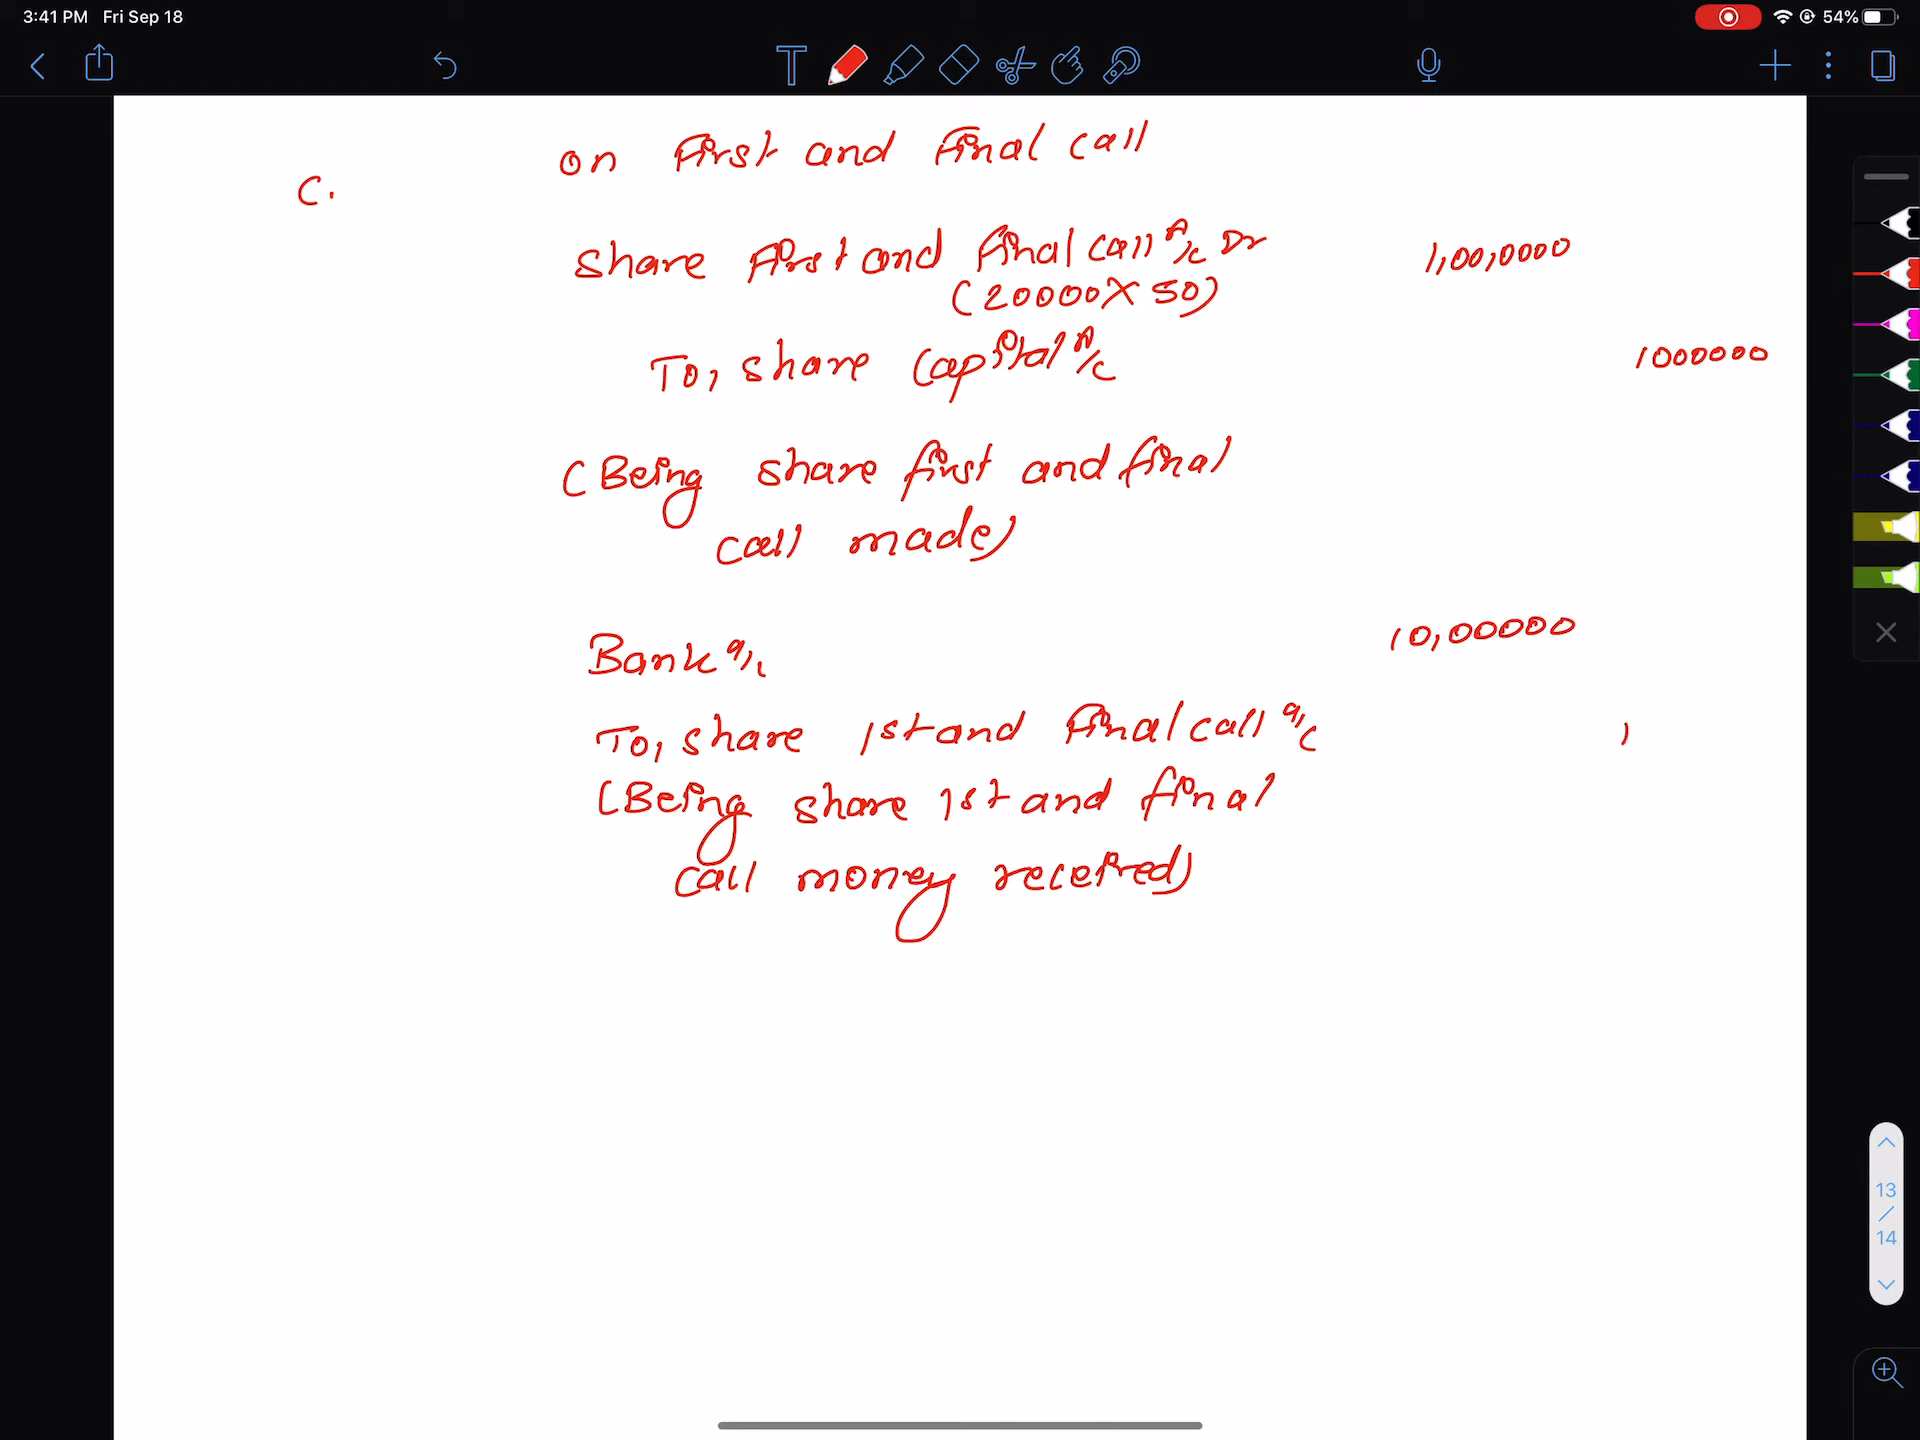 3:41 PM Fri Sep 18 54%
on First and Final call
C.
Share First and Final call A/c Dr 1,00,0000
(20000 X 50)
To, share capital A/c 1000000
(Being share first and final
call made)
Bank a/c 10,00000
To, share 1st and Final call a/c 1
(Being share 1st and final
call money received)
13
/
14